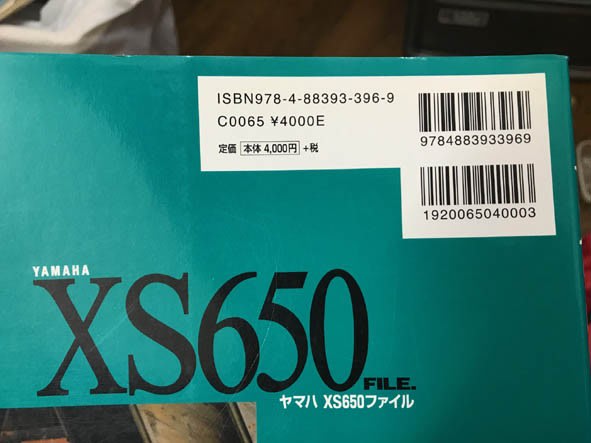 ISBN978-4-88393-396-9
C0065 ¥4000E
定価 本体 4,000円 +税
9784883933969
1920065040003
YAMAHA
XS650
FILE.
ヤマハ XS650ファイル